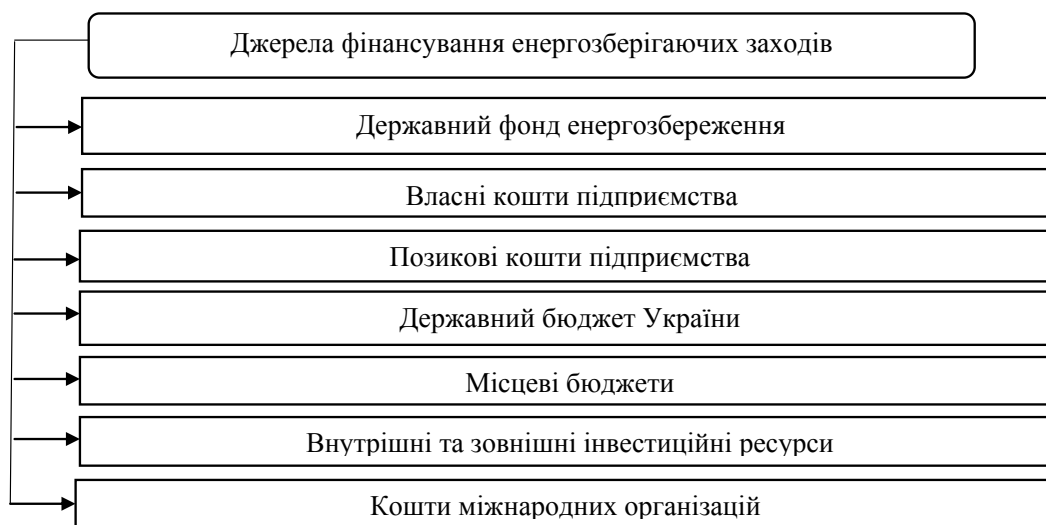 Джерела фінансування енергозберігаючих заходів
Державний фонд енергозбереження
Власні кошти підприємства
Позикові кошти підприємства
Державний бюджет України
Місцеві бюджети
Внутрішні та зовнішні інвестиційні ресурси
Кошти міжнародних організацій